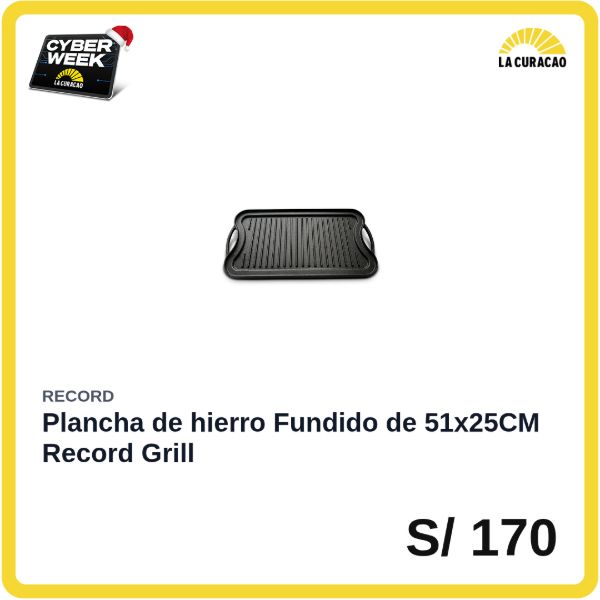 CYBER
WEEK
LA CURACAO
LA CURACAO
RECORD
Plancha de hierro Fundido de 51x25CM
Record Grill
S/ 170